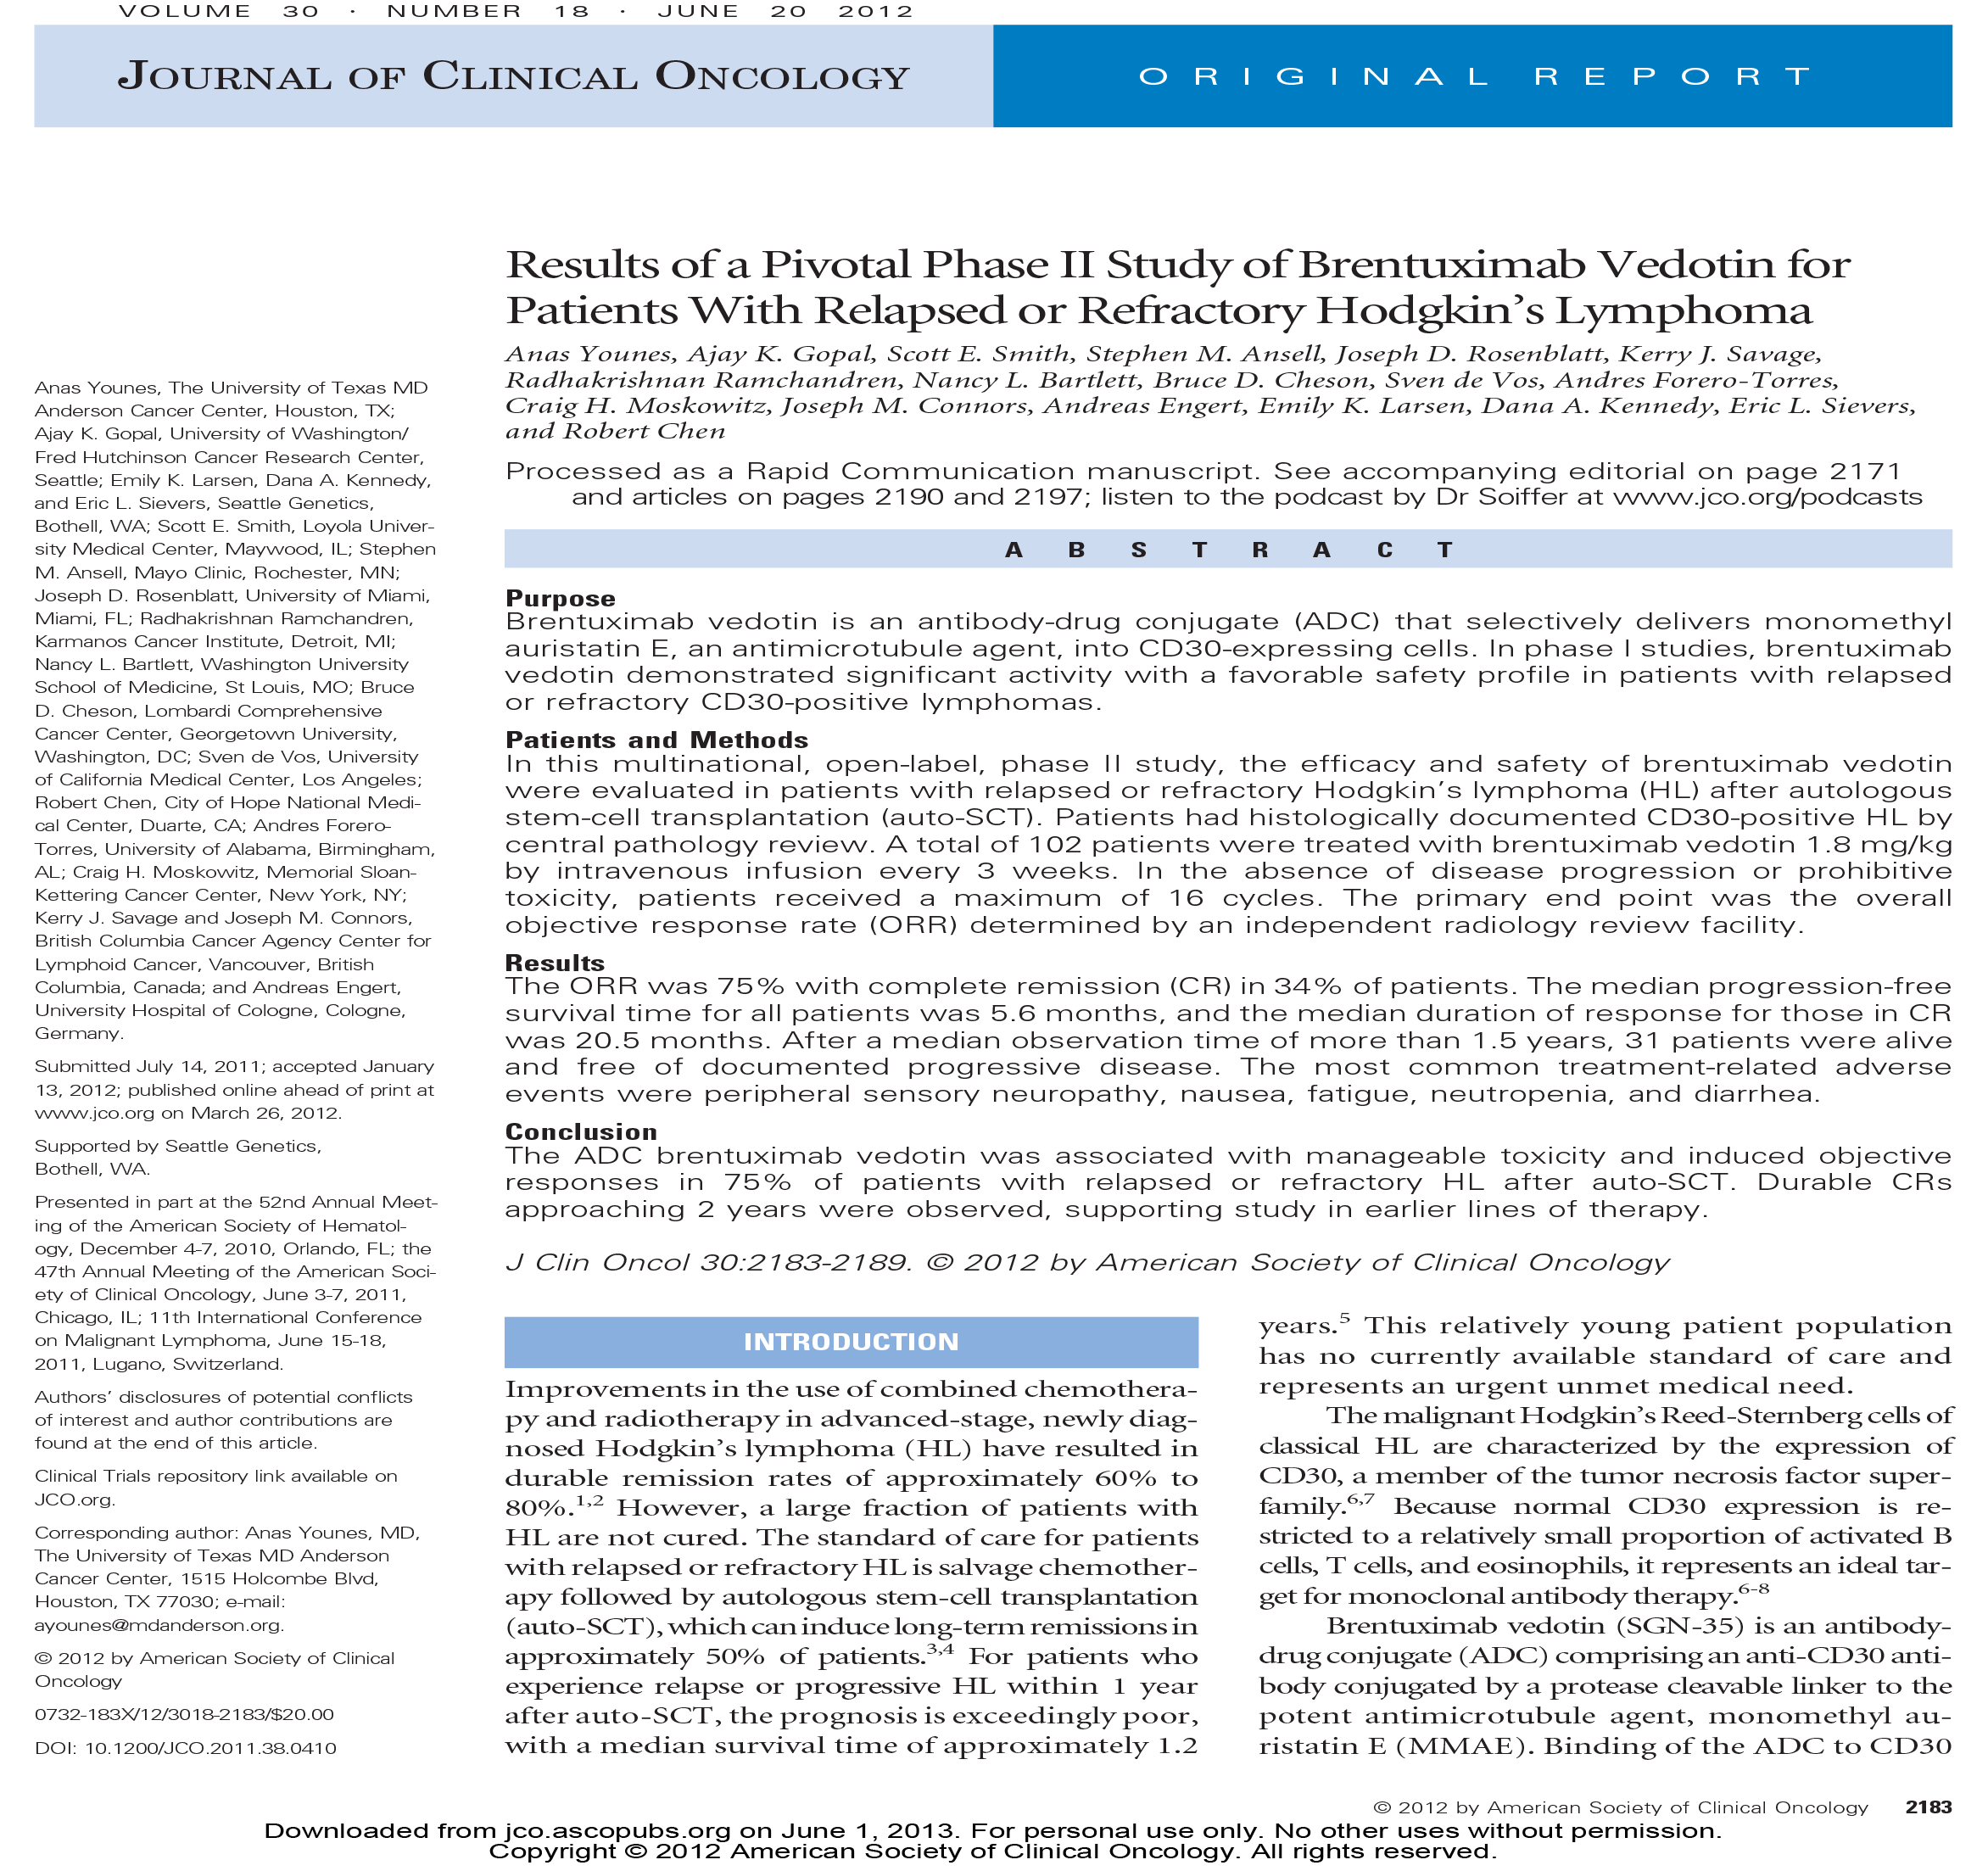 VOLUME 30 · NUMBER 18 · JUNE 20 2012
JOURNAL OF CLINICAL ONCOLOGY
ORIGINAL REPORT
Results of a Pivotal Phase II Study of Brentuximab Vedotin for
Patients With Relapsed or Refractory Hodgkin's Lymphoma
Anas Younes, Ajay K. Gopal, Scott E. Smith, Stephen M. Ansell, Joseph D. Rosenblatt, Kerry J. Savage,
Radhakrishnan Ramchandren, Nancy L. Bartlett, Bruce D. Cheson, Sven de Vos, Andres Forero-Torres,
Craig H. Moskowitz, Joseph M. Connors, Andreas Engert, Emily K. Larsen, Dana A. Kennedy, Eric L. Sievers,
and Robert Chen
Processed as a Rapid Communication manuscript. See accompanying editorial on page 2171
and articles on pages 2190 and 2197; listen to the podcast by Dr Soiffer at www.jco.org/podcasts
Anas Younes, The University of Texas MD
Anderson Cancer Center, Houston, TX;
Ajay K. Gopal, University of Washington/
Fred Hutchinson Cancer Research Center,
Seattle; Emily K. Larsen, Dana A. Kennedy,
and Eric L. Sievers, Seattle Genetics,
Bothell, WA; Scott E. Smith, Loyola Univer-
sity Medical Center, Maywood, IL; Stephen
M. Ansell, Mayo Clinic, Rochester, MN;
Joseph D. Rosenblatt, University of Miami,
Miami, FL; Radhakrishnan Ramchandren,
Karmanos Cancer Institute, Detroit, MI;
Nancy L. Bartlett, Washington University
School of Medicine, St Louis, MO; Bruce
D. Cheson, Lombardi Comprehensive
Cancer Center, Georgetown University,
Washington, DC; Sven de Vos, University
of California Medical Center, Los Angeles;
Robert Chen, City of Hope National Medi-
cal Center, Duarte, CA; Andres Forero-
Torres, University of Alabama, Birmingham,
AL; Craig H. Moskowitz, Memorial Sloan-
Kettering Cancer Center, New York, NY;
Kerry J. Savage and Joseph M. Connors,
British Columbia Cancer Agency Center for
Lymphoid Cancer, Vancouver, British
Columbia, Canada; and Andreas Engert,
University Hospital of Cologne, Cologne,
Germany.
Submitted July 14, 2011; accepted January
13, 2012; published online ahead of print at
www.jco.org on March 26, 2012.
Supported by Seattle Genetics,
Bothell, WA.
Presented in part at the 52nd Annual Meet-
ing of the American Society of Hematol-
ogy, December 4-7, 2010, Orlando, FL; the
47th Annual Meeting of the American Soci-
ety of Clinical Oncology, June 3-7, 2011,
Chicago, IL; 11th International Conference
on Malignant Lymphoma, June 15-18,
2011, Lugano, Switzerland.
Authors' disclosures of potential conflicts
of interest and author contributions are
found at the end of this article.
Clinical Trials repository link available on
JCO.org.
Corresponding author: Anas Younes, MD,
The University of Texas MD Anderson
Cancer Center, 1515 Holcombe Blvd,
Houston, TX 77030; e-mail:
ayounes@mdanderson.org.
© 2012 by American Society of Clinical
Oncology
0732-183X/12/3018-2183/$20.00
DOI: 10.1200/JCO.2011.38.0410
ABSTRACT
Purpose
Brentuximab vedotin is an antibody-drug conjugate (ADC) that selectively delivers monomethyl
auristatin E, an antimicrotubule agent, into CD30-expressing cells. In phase I studies, brentuximab
vedotin demonstrated significant activity with a favorable safety profile in patients with relapsed
or refractory CD30-positive lymphomas.
Patients and Methods
In this multinational, open-label, phase II study, the efficacy and safety of brentuximab vedotin
were evaluated in patients with relapsed or refractory Hodgkin's lymphoma (HL) after autologous
stem-cell transplantation (auto-SCT). Patients had histologically documented CD30-positive HL by
central pathology review. A total of 102 patients were treated with brentuximab vedotin 1.8 mg/kg
by intravenous infusion every 3 weeks. In the absence of disease progression or prohibitive
toxicity, patients received a maximum of 16 cycles. The primary end point was the overall
objective response rate (ORR) determined by an independent radiology review facility.
Results
The ORR was 75% with complete remission (CR) in 34% of patients. The median progression-free
survival time for all patients was 5.6 months, and the median duration of response for those in CR
was 20.5 months. After a median observation time of more than 1.5 years, 31 patients were alive
and free of documented progressive disease. The most common treatment-related adverse
events were peripheral sensory neuropathy, nausea, fatigue, neutropenia, and diarrhea.
Conclusion
The ADC brentuximab vedotin was associated with manageable toxicity and induced objective
responses in 75% of patients with relapsed or refractory HL after auto-SCT. Durable CRs
approaching 2 years were observed, supporting study in earlier lines of therapy.
J Clin Oncol 30:2183-2189. © 2012 by American Society of Clinical Oncology
INTRODUCTION
Improvements in the use of combined chemothera-
py and radiotherapy in advanced-stage, newly diag-
nosed Hodgkin's lymphoma (HL) have resulted in
durable remission rates of approximately 60% to
80%.1,2 However, a large fraction of patients with
HL are not cured. The standard of care for patients
with relapsed or refractory HL is salvage chemother-
apy followed by autologous stem-cell transplantation
(auto-SCT), which can induce long-term remissions in
approximately 50% of patients.3,4 For patients who
experience relapse or progressive HL within 1 year
after auto-SCT, the prognosis is exceedingly poor,
with a median survival time of approximately 1.2
years.5 This relatively young patient population
has no currently available standard of care and
represents an urgent unmet medical need.
The malignant Hodgkin's Reed-Sternberg cells of
classical HL are characterized by the expression of
CD30, a member of the tumor necrosis factor super-
family.6,7 Because normal CD30 expression is re-
stricted to a relatively small proportion of activated B
cells, T cells, and eosinophils, it represents an ideal tar-
get for monoclonal antibody therapy.6-8
Brentuximab vedotin (SGN-35) is an antibody-
drug conjugate (ADC) comprising an anti-CD30 anti-
body conjugated by a protease cleavable linker to the
potent antimicrotubule agent, monomethyl au-
ristatin E (MMAE). Binding of the ADC to CD30
© 2012 by American Society of Clinical Oncology 2183
Downloaded from jco.ascopubs.org on June 1, 2013. For personal use only. No other uses without permission.
Copyright © 2012 American Society of Clinical Oncology. All rights reserved.